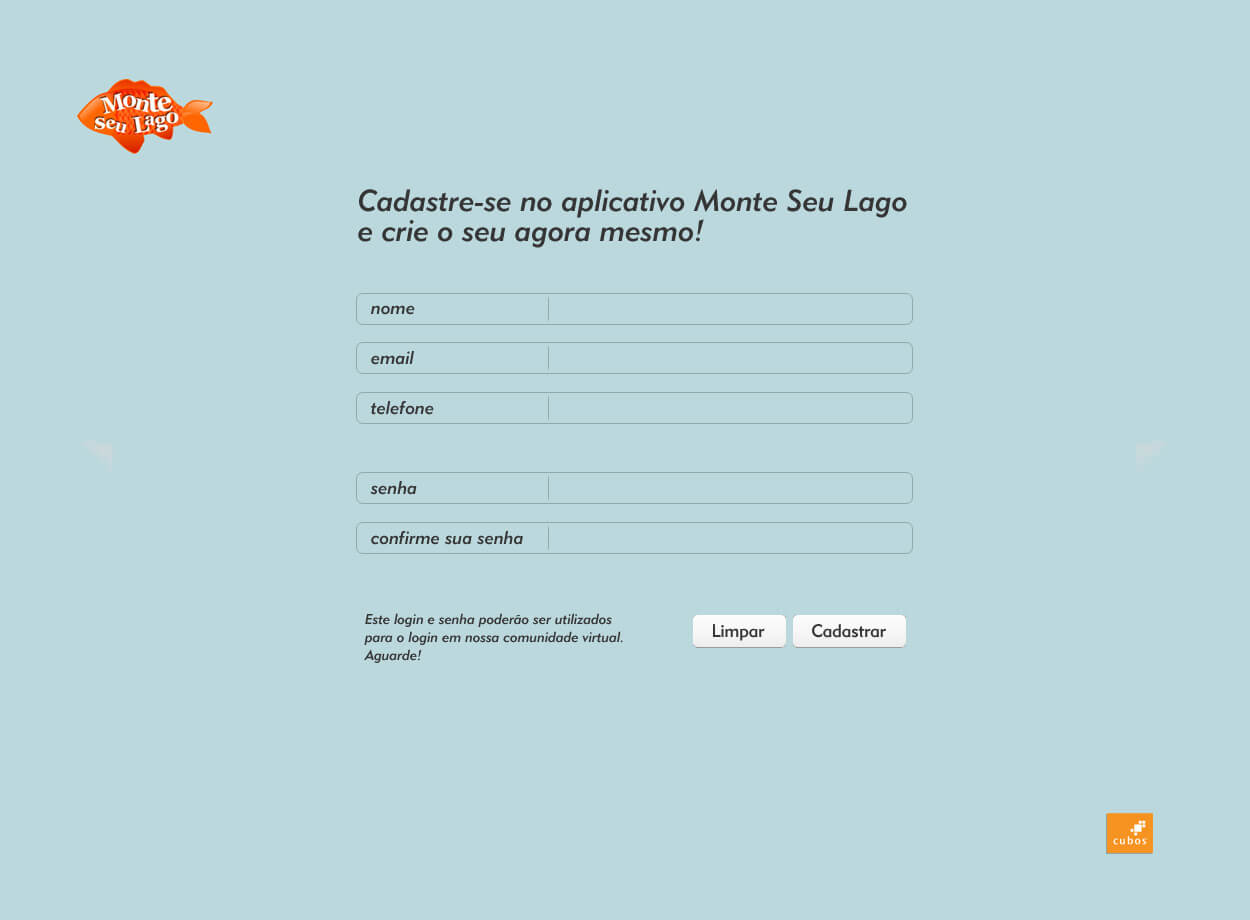 Monte
seu Lago
Cadastre-se no aplicativo Monte Seu Lago
e crie o seu agora mesmo!
nome
email
telefone
senha
confirme sua senha
Este login e senha poderão ser utilizados
para o login em nossa comunidade virtual.
Aguarde!
Limpar
Cadastrar
cubos